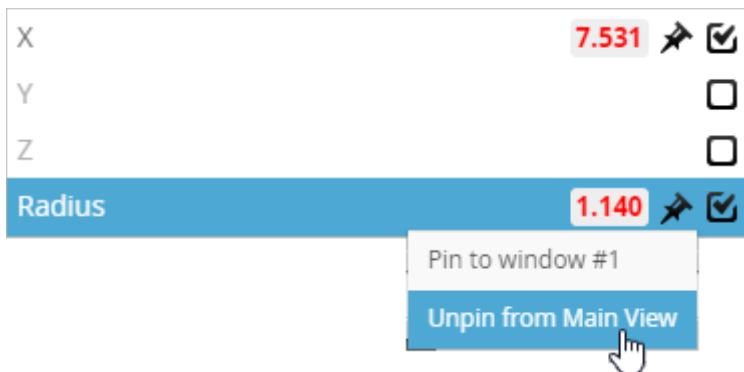 X 7.531
Y
Z
Radius 1.140
Pin to window #1
Unpin from Main View